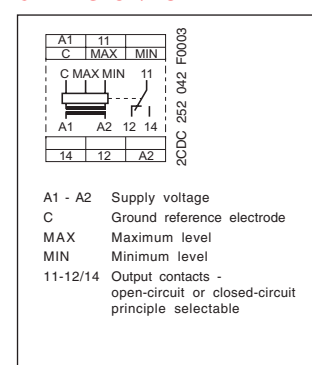 A1 11
C MAX MIN
C MAX MIN 11
A1 A2 12 14
14 12 A2
2CDC 252 042 F0003
A1 - A2 Supply voltage
C Ground reference electrode
MAX Maximum level
MIN Minimum level
11-12/14 Output contacts -
open-circuit or closed-circuit
principle selectable